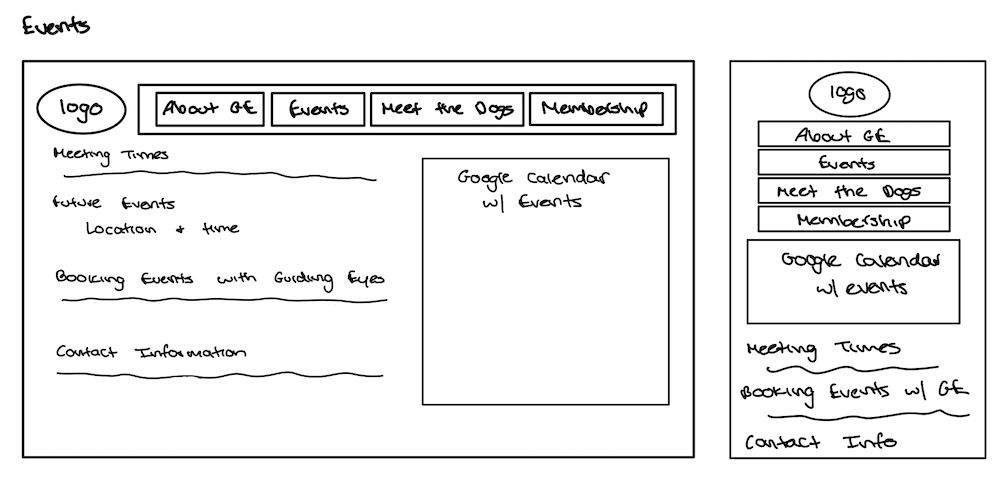 Events
logo
About GE Events Meet the Dogs Membership
Meeting Times
Future Events
Location + time
Booking Events with Guiding Eyes
Contact Information
Google Calendar
w/ Events
logo
About GE
Events
Meet the Dogs
Membership
Google Calendar
w/ events
Meeting Times
Booking Events w/ GE
Contact Info